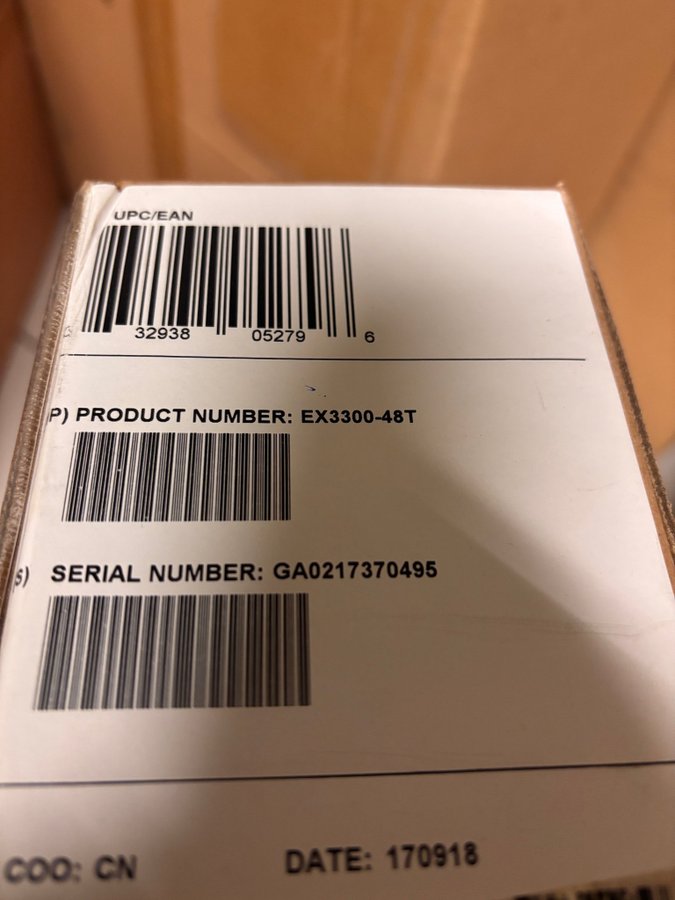 UPC/EAN
32938 05279 6
P) PRODUCT NUMBER: EX3300-48T
S) SERIAL NUMBER: GA0217370495
COO: CN DATE: 170918